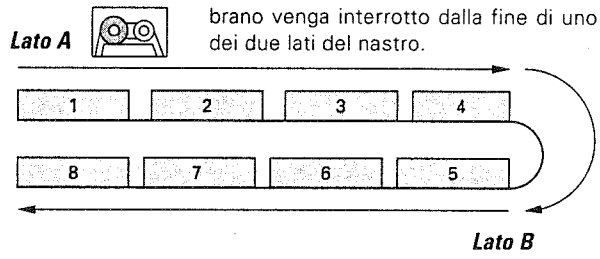 brano venga interrotto dalla fine di uno
Lato A
dei due lati del nastro.
1 2 3 4
8 7 6 5
Lato B